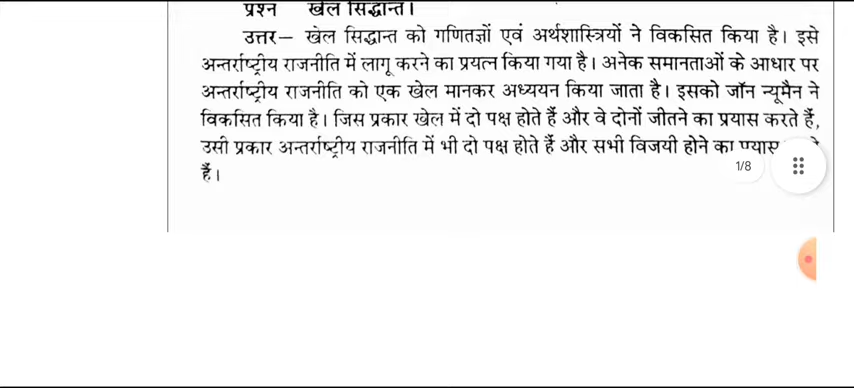 प्रश्न खेल सिद्धान्त।
उत्तर— खेल सिद्धान्त को गणितज्ञों एवं अर्थशास्त्रियों ने विकसित किया है। इसे
अन्तर्राष्ट्रीय राजनीति में लागू करने का प्रयत्न किया गया है। अनेक समानताओं के आधार पर
अन्तर्राष्ट्रीय राजनीति को एक खेल मानकर अध्ययन किया जाता है। इसको जॉन न्यूमैन ने
विकसित किया है। जिस प्रकार खेल में दो पक्ष होते हैं और वे दोनों जीतने का प्रयास करते हैं,
उसी प्रकार अन्तर्राष्ट्रीय राजनीति में भी दो पक्ष होते हैं और सभी विजयी होने का प्रयास
हैं।
1/8